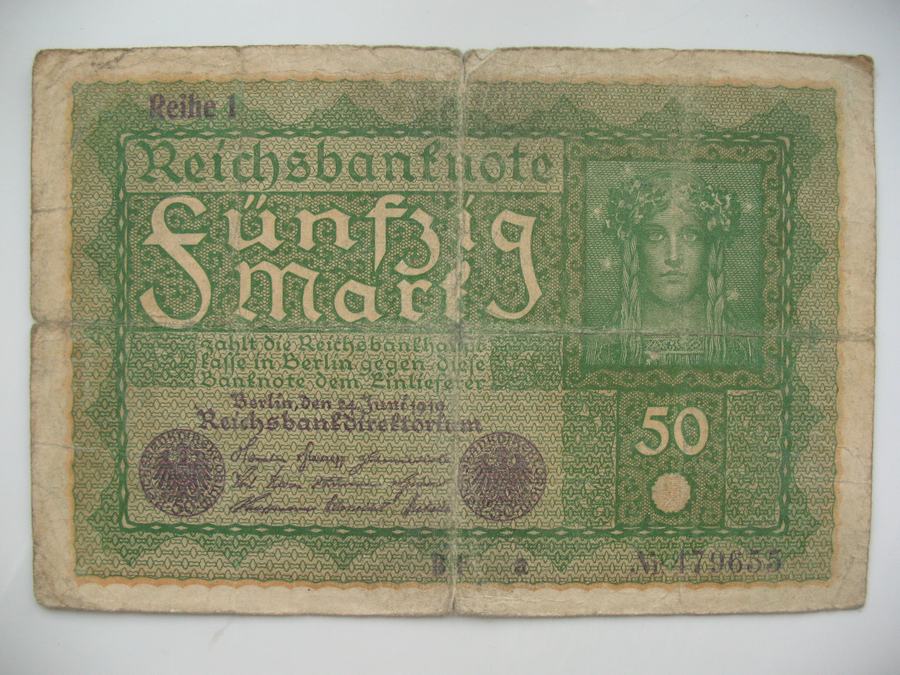 Reihe 1
Reichsbanknote
Fünfzig
Mark
zahlt die Reichsbankhaupt
kasse in Berlin gegen diese
Banknote dem Einlieferer
Berlin, den 24. Juni 1919
Reichsbankdirektorium
50
a
Nr 479655